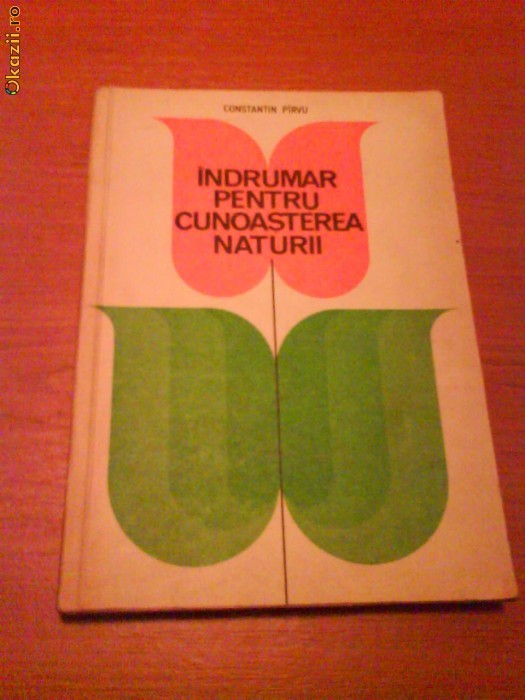 Okazii.ro
CONSTANTIN PÎRVU
ÎNDRUMAR
PENTRU
CUNOAȘTEREA
NATURII